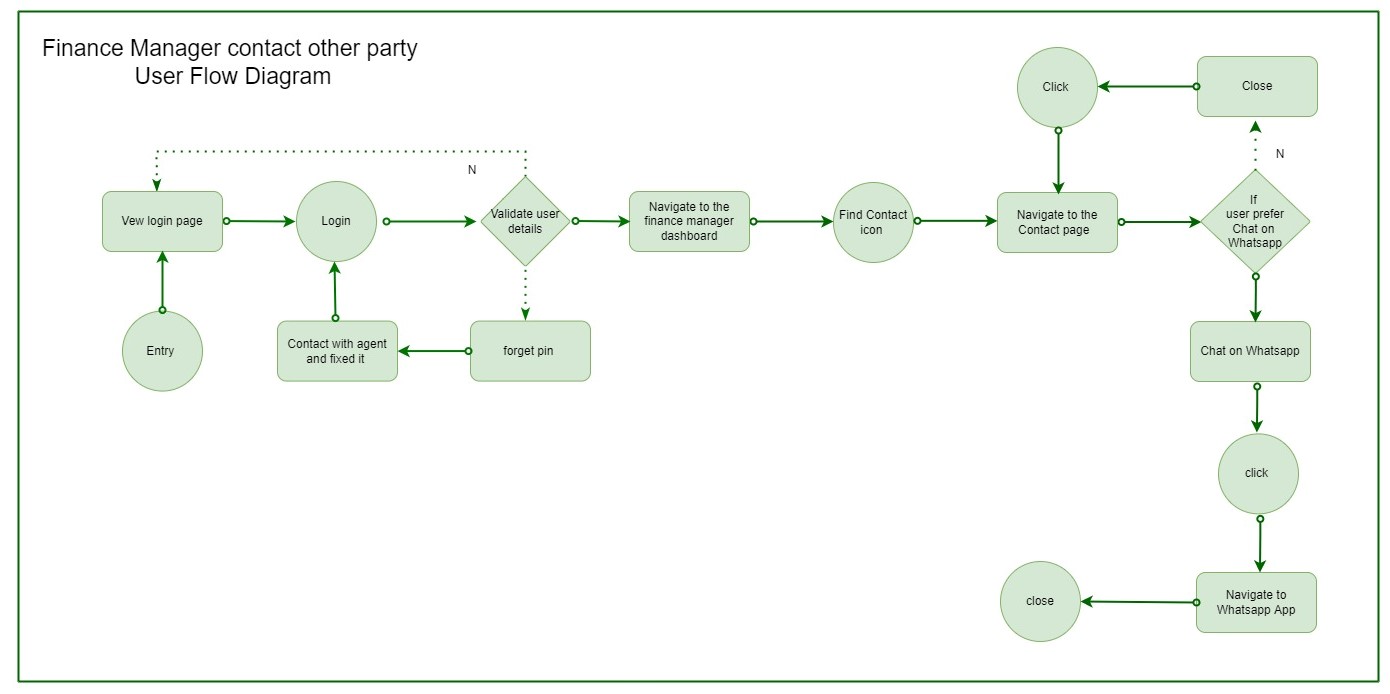 Finance Manager contact other party
User Flow Diagram
Click
Close
N
N
Vew login page
Login
Validate user
details
Navigate to the
finance manager
dashboard
Find Contact
icon
Navigate to the
Contact page
If
user prefer
Chat on
Whatsapp
Entry
Contact with agent
and fixed it
forget pin
Chat on Whatsapp
click
close
Navigate to
Whatsapp App